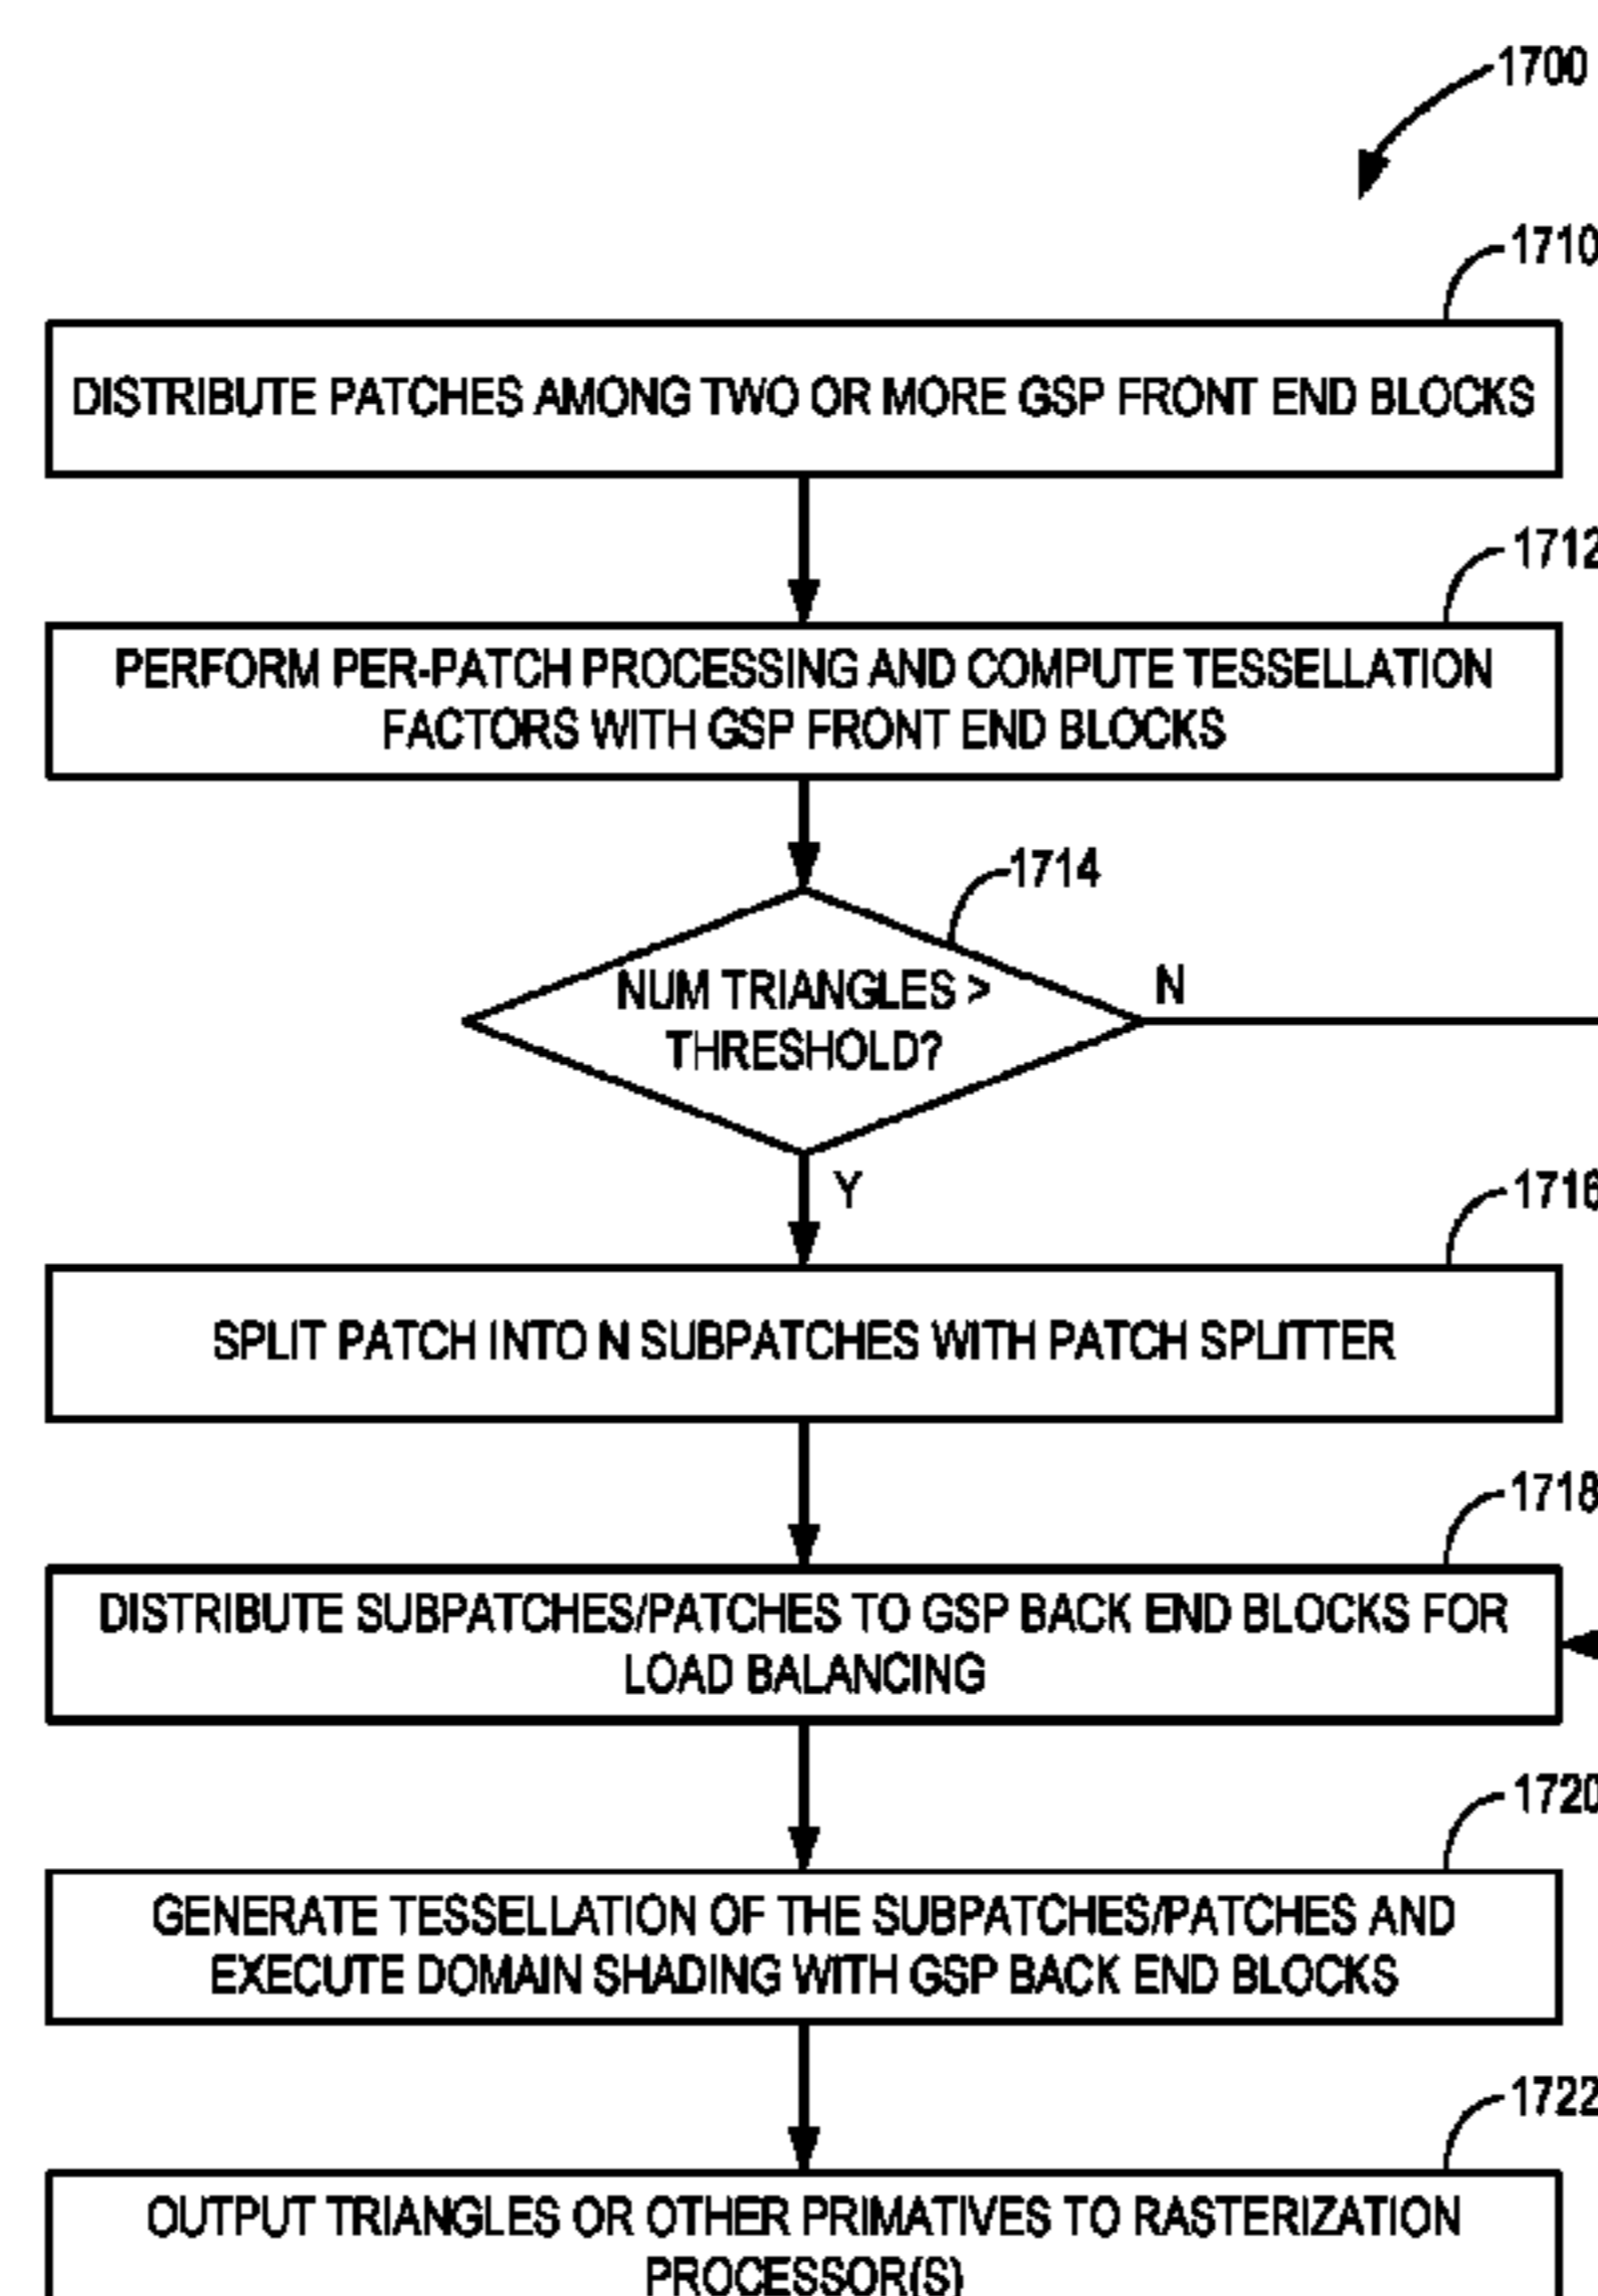 1700
1710
DISTRIBUTE PATCHES AMONG TWO OR MORE GSP FRONT END BLOCKS
1712
PERFORM PER-PATCH PROCESSING AND COMPUTE TESSELLATION
FACTORS WITH GSP FRONT END BLOCKS
1714
NUM TRIANGLES >
THRESHOLD?
N
Y
1716
SPLIT PATCH INTO N SUBPATCHES WITH PATCH SPLITTER
1718
DISTRIBUTE SUBPATCHES/PATCHES TO GSP BACK END BLOCKS FOR
LOAD BALANCING
1720
GENERATE TESSELLATION OF THE SUBPATCHES/PATCHES AND
EXECUTE DOMAIN SHADING WITH GSP BACK END BLOCKS
1722
OUTPUT TRIANGLES OR OTHER PRIMATIVES TO RASTERIZATION
PROCESSOR(S)